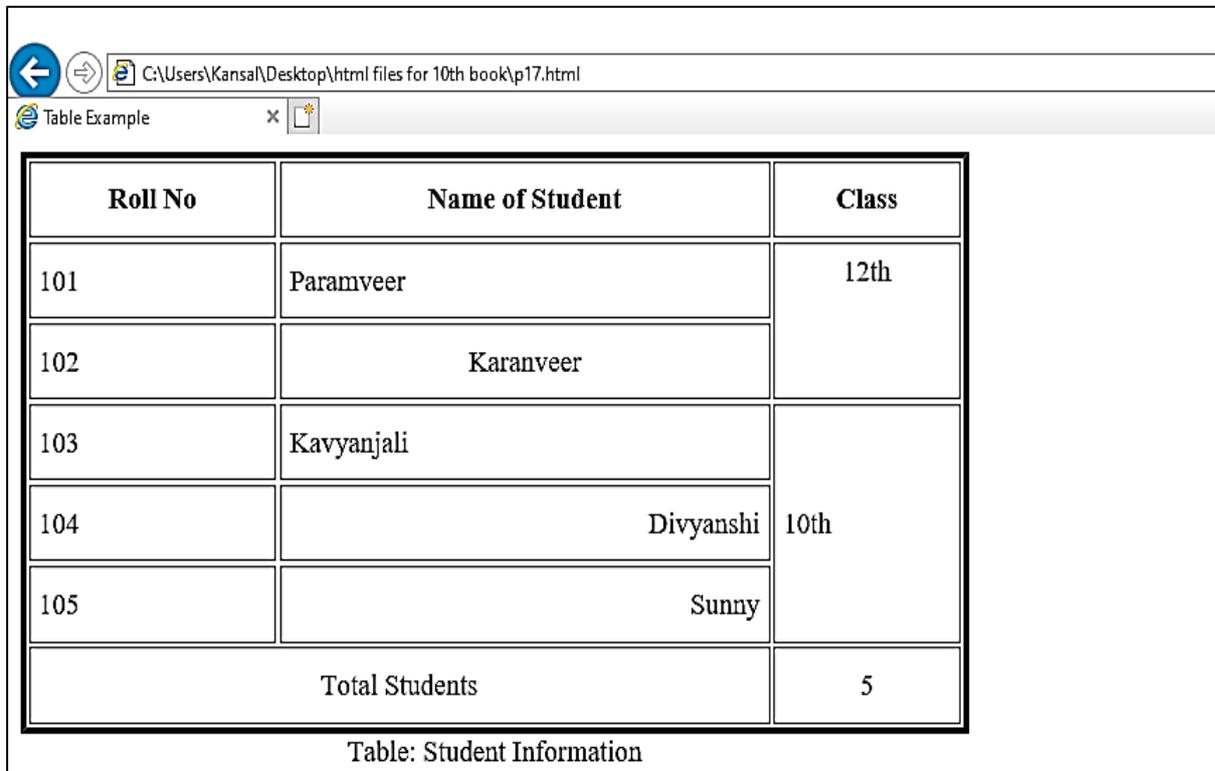 C:\Users\Kansal\Desktop\html files for 10th book\p17.html
Table Example
Roll No Name of Student Class
101 Paramveer 12th
102 Karanveer
103 Kavyanjali
104 Divyanshi 10th
105 Sunny
Total Students 5
Table: Student Information